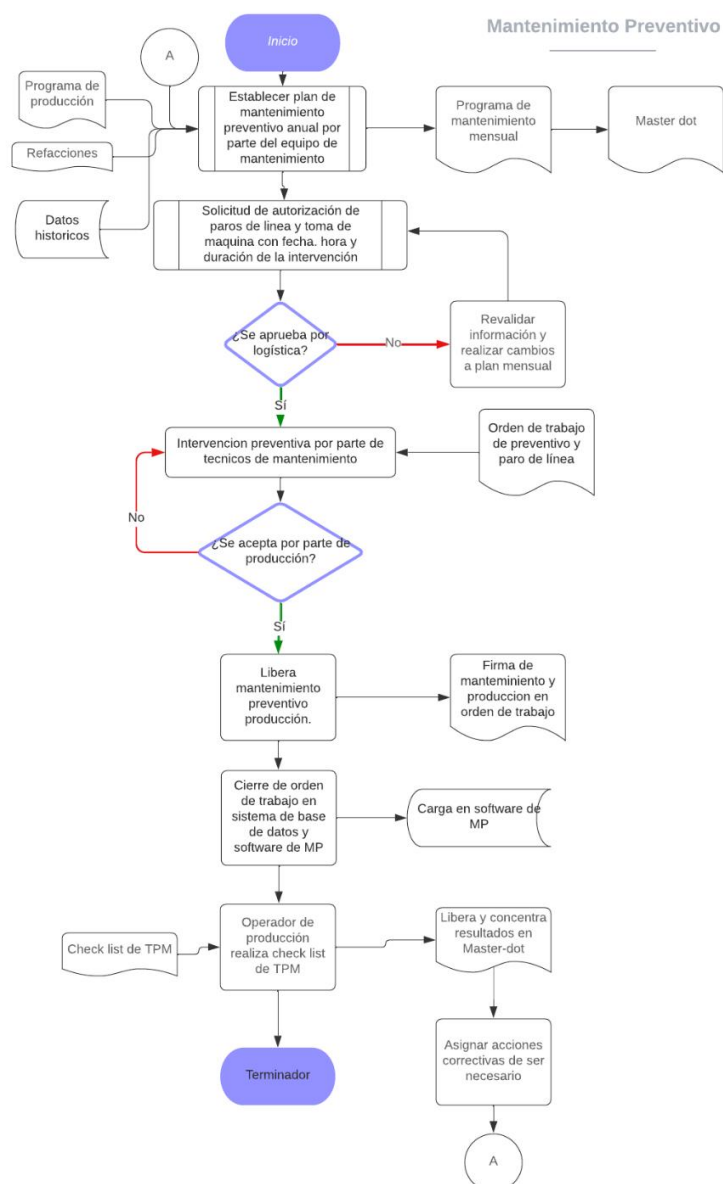 Mantenimiento Preventivo
Inicio
A
Programa de
producción
Refacciones
Datos
historicos
Establecer plan de
mantenimiento
preventivo anual por
parte del equipo de
mantenimiento
Programa de
mantenimiento
mensual
Master dot
Solicitud de autorización de
paros de linea y toma de
maquina con fecha. hora y
duración de la intervención
¿Se aprueba por
logística?
No
Revalidar
información y
realizar cambios
a plan mensual
Sí
Intervencion preventiva por parte de
tecnicos de mantenimiento
Orden de trabajo
de preventivo y
paro de línea
No
¿Se acepta por parte de
producción?
Sí
Libera
mantenimiento
preventivo
producción.
Firma de
manteminiento y
produccion en
orden de trabajo
Cierre de orden
de trabajo en
sistema de base
de datos y
software de MP
Carga en software de
MP
Check list de TPM
Operador de
producción
realiza check list
de TPM
Libera y concentra
resultados en
Master-dot
Terminador
Asignar acciones
correctivas de ser
necesario
A